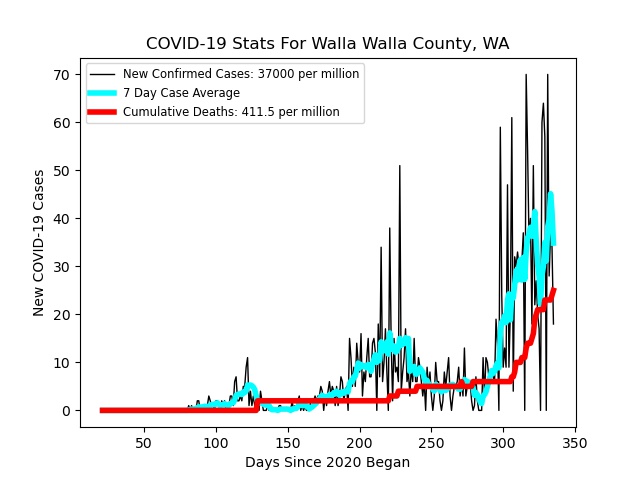 COVID-19 Stats For Walla Walla County, WA
New Confirmed Cases: 37000 per million
7 Day Case Average
Cumulative Deaths: 411.5 per million
New COVID-19 Cases
70
60
50
40
30
20
10
0
50 100 150 200 250 300 350
Days Since 2020 Began